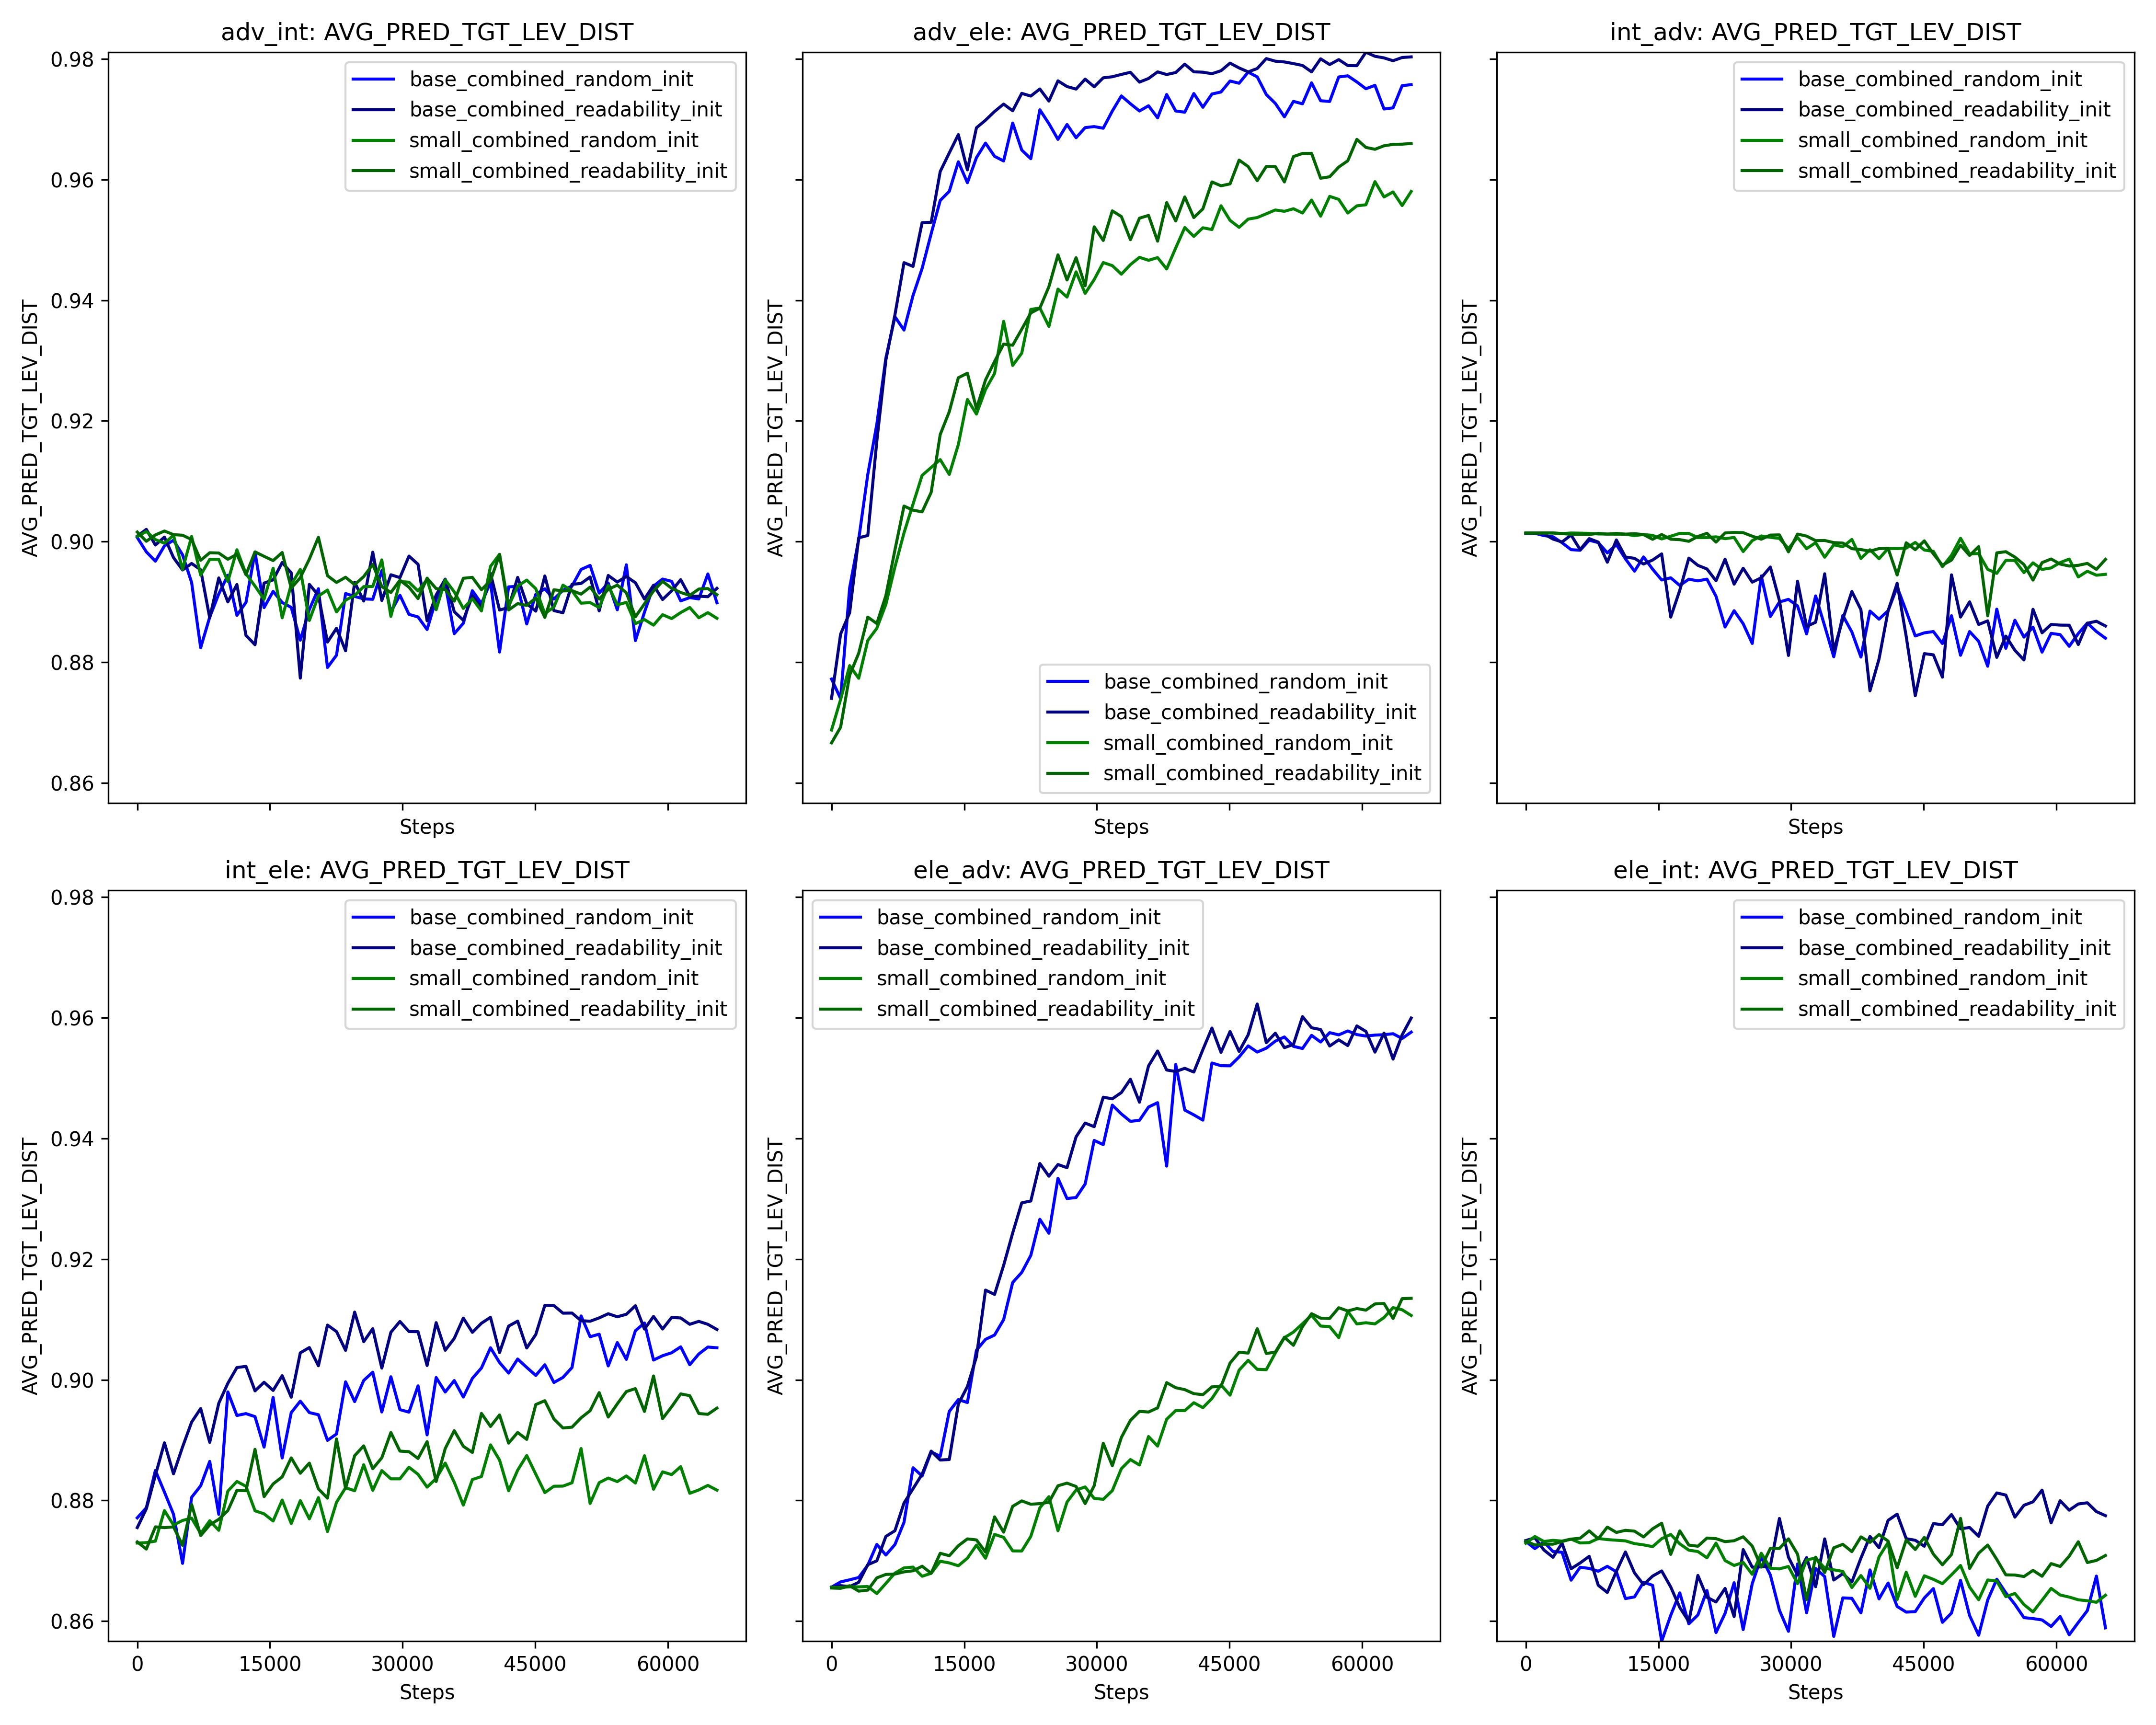 adv_int: AVG_PRED_TGT_LEV_DIST
AVG_PRED_TGT_LEV_DIST
0.98
0.96
0.94
0.92
0.90
0.88
0.86
base_combined_random_init
base_combined_readability_init
small_combined_random_init
small_combined_readability_init
Steps
adv_ele: AVG_PRED_TGT_LEV_DIST
AVG_PRED_TGT_LEV_DIST
base_combined_random_init
base_combined_readability_init
small_combined_random_init
small_combined_readability_init
Steps
int_adv: AVG_PRED_TGT_LEV_DIST
AVG_PRED_TGT_LEV_DIST
base_combined_random_init
base_combined_readability_init
small_combined_random_init
small_combined_readability_init
Steps
int_ele: AVG_PRED_TGT_LEV_DIST
AVG_PRED_TGT_LEV_DIST
0.98
0.96
0.94
0.92
0.90
0.88
0.86
base_combined_random_init
base_combined_readability_init
small_combined_random_init
small_combined_readability_init
0 15000 30000 45000 60000
Steps
ele_adv: AVG_PRED_TGT_LEV_DIST
AVG_PRED_TGT_LEV_DIST
base_combined_random_init
base_combined_readability_init
small_combined_random_init
small_combined_readability_init
0 15000 30000 45000 60000
Steps
ele_int: AVG_PRED_TGT_LEV_DIST
AVG_PRED_TGT_LEV_DIST
base_combined_random_init
base_combined_readability_init
small_combined_random_init
small_combined_readability_init
0 15000 30000 45000 60000
Steps